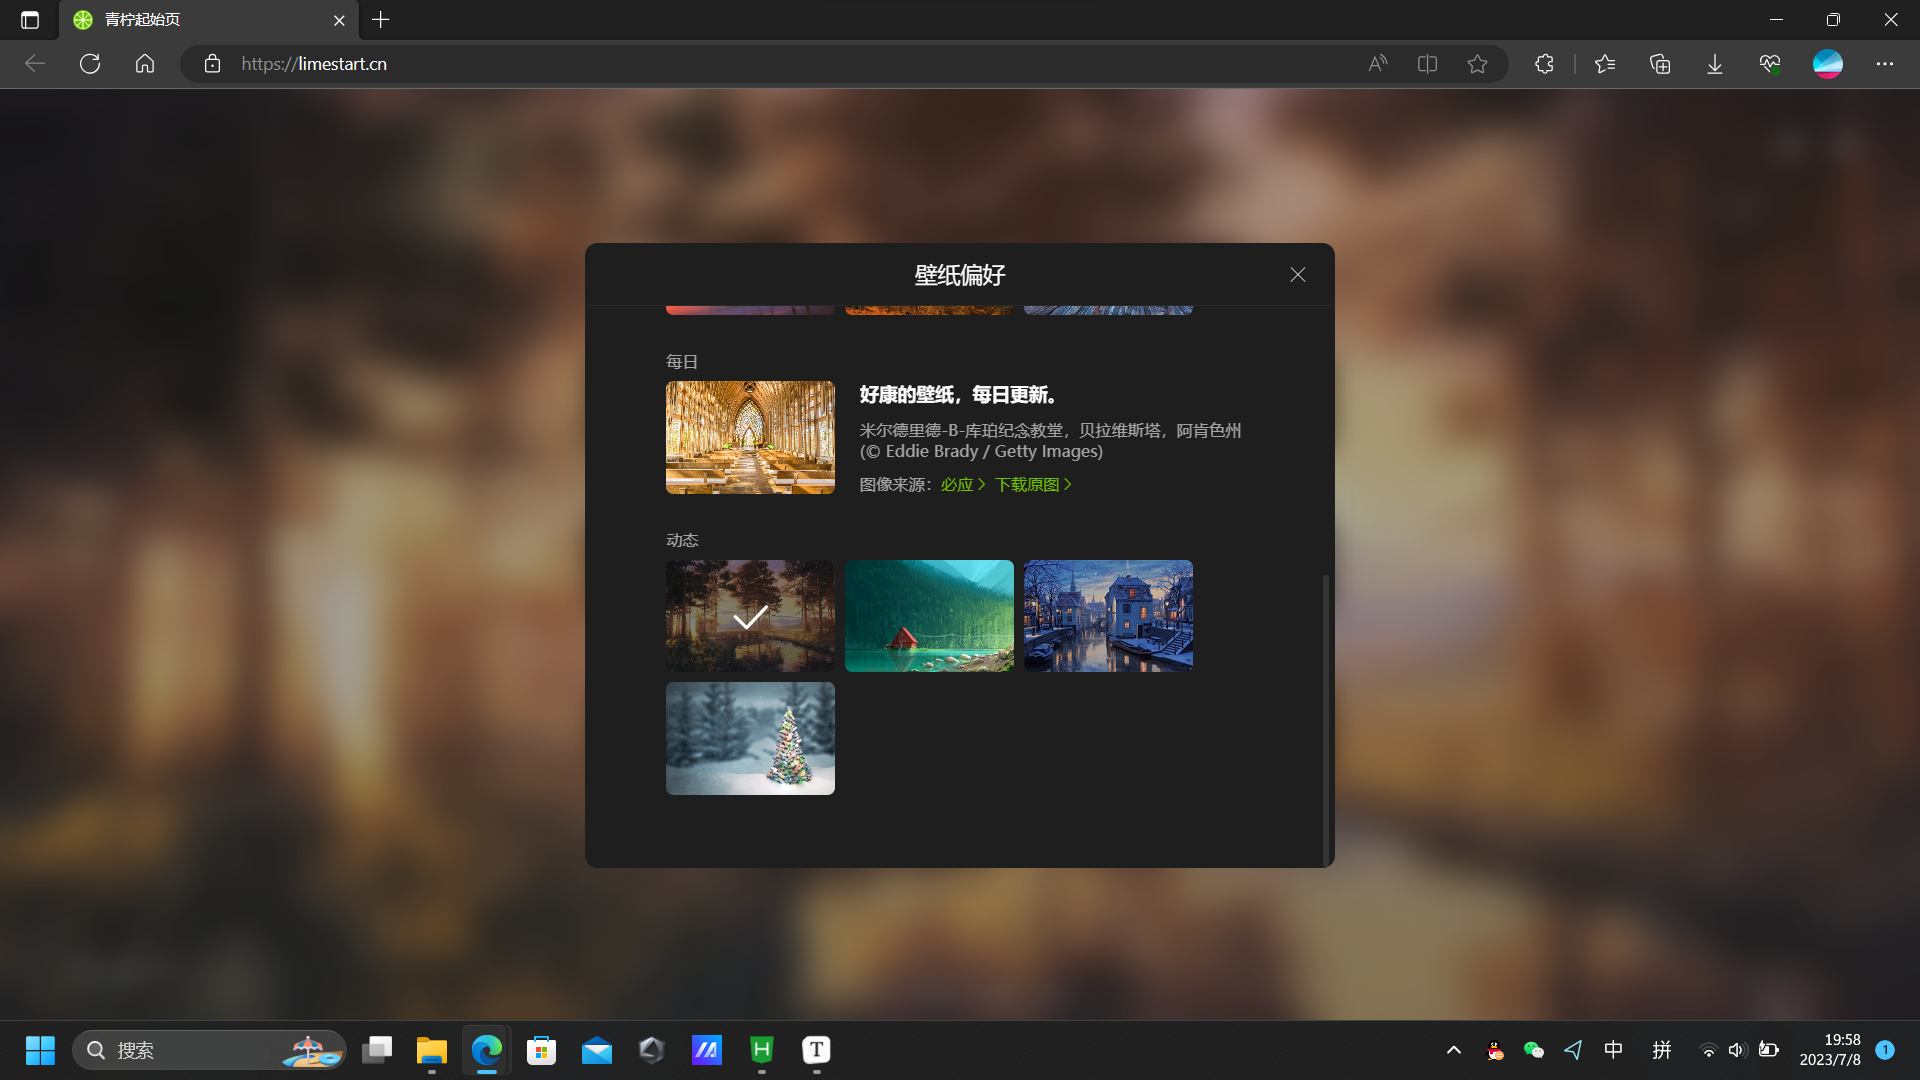 青柠起始页
https://limestart.cn
壁纸偏好
每日
好康的壁纸，每日更新。
米尔德里德-B-库珀纪念教堂，贝拉维斯塔，阿肯色州
(© Eddie Brady / Getty Images)
图像来源：必应 下载原图
动态
搜索
中
拼
19:58
2023/7/8
1